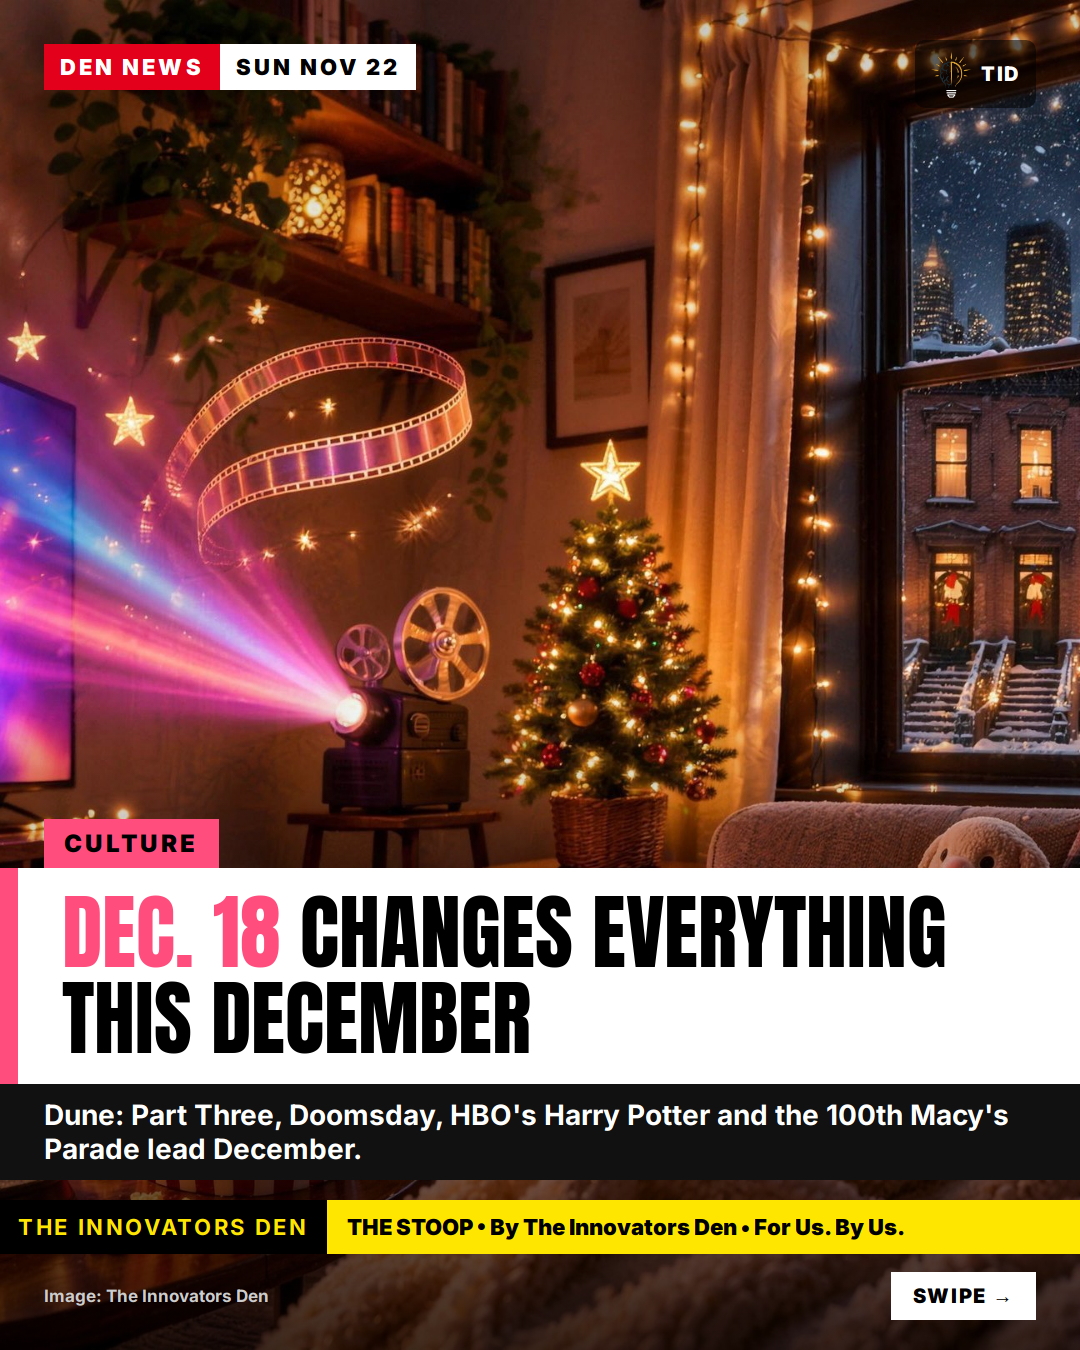 DEN NEWS SUN NOV 22
TID
CULTURE
DEC. 18 CHANGES EVERYTHING
THIS DECEMBER
Dune: Part Three, Doomsday, HBO's Harry Potter and the 100th Macy's
Parade lead December.
THE INNOVATORS DEN THE STOOP • By The Innovators Den • For Us. By Us.
Image: The Innovators Den
SWIPE →